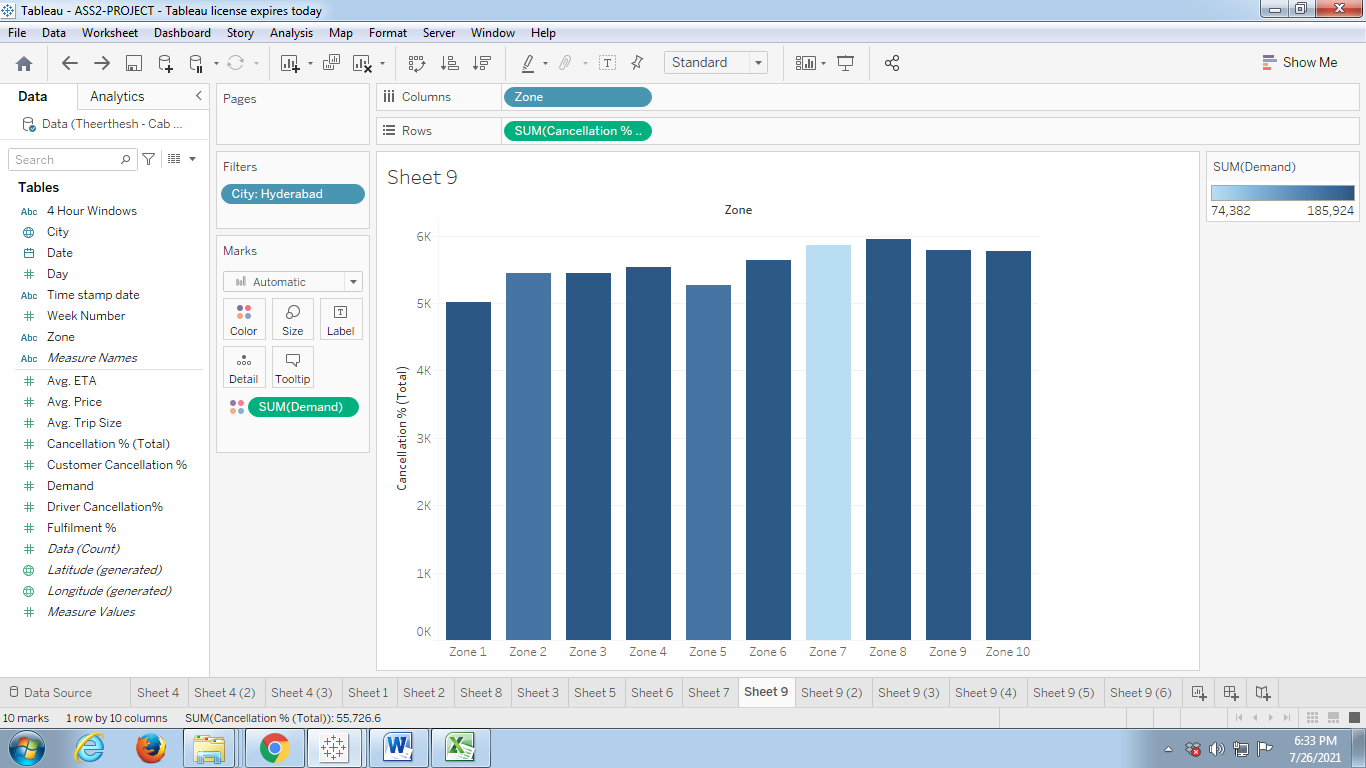 Tableau - ASS2-PROJECT - Tableau license expires today
File Data Worksheet Dashboard Story Analysis Map Format Server Window Help
Standard
Show Me
Data Analytics
Data (Theerthesh - Cab ...
Search
Tables
Abc 4 Hour Windows
City
Date
Day
Abc Time stamp date
Week Number
Abc Zone
Abc Measure Names
Avg. ETA
Avg. Price
Avg. Trip Size
Cancellation % (Total)
Customer Cancellation %
Demand
Driver Cancellation%
Fulfilment %
Data (Count)
Latitude (generated)
Longitude (generated)
Measure Values
Pages
Filters
City: Hyderabad
Marks
Automatic
Color Size Label
Detail Tooltip
SUM(Demand)
Columns Zone
Rows SUM(Cancellation % ..
Sheet 9
Zone
Cancellation % (Total)
6K
5K
4K
3K
2K
1K
0K
Zone 1 Zone 2 Zone 3 Zone 4 Zone 5 Zone 6 Zone 7 Zone 8 Zone 9 Zone 10
SUM(Demand)
74,382 185,924
Data Source Sheet 4 Sheet 4 (2) Sheet 4 (3) Sheet 1 Sheet 2 Sheet 8 Sheet 3 Sheet 5 Sheet 6 Sheet 7 Sheet 9 Sheet 9 (2) Sheet 9 (3) Sheet 9 (4) Sheet 9 (5) Sheet 9 (6)
10 marks 1 row by 10 columns SUM(Cancellation % (Total)): 55,726.6
6:33 PM
7/26/2021